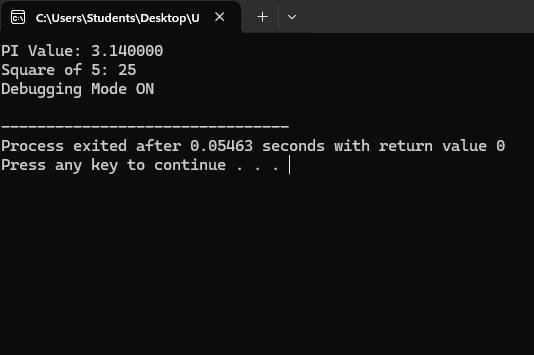 C:\Users\Students\Desktop\U
PI Value: 3.140000
Square of 5: 25
Debugging Mode ON
--------------------------------
Process exited after 0.05463 seconds with return value 0
Press any key to continue . . .